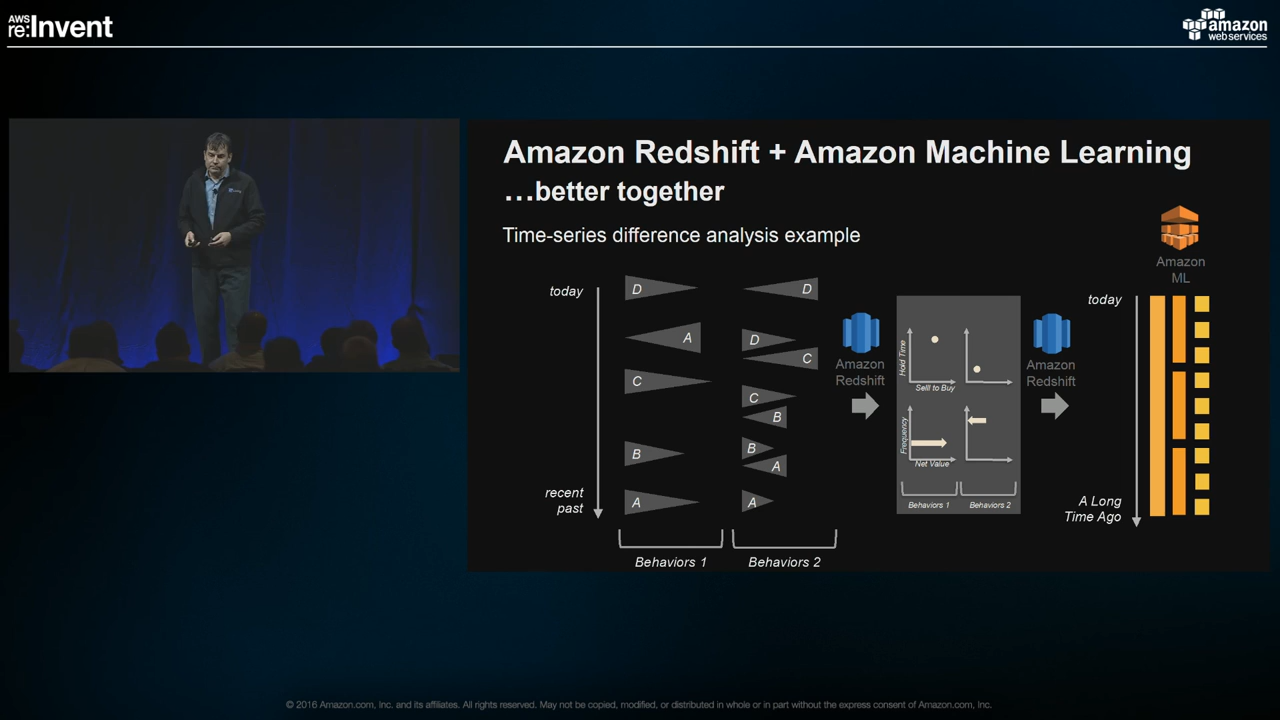 AWS
re:Invent
amazon
web services
Amazon Redshift + Amazon Machine Learning
…better together
Time-series difference analysis example
today
recent
past
D
A
C
B
A
Behaviors 1
D
D
C
C
B
B
A
A
Behaviors 2
Amazon
Redshift
Hold Time
Sell to Buy
Frequency
Net Value
Behaviors 1
Behaviors 2
Amazon
Redshift
today
A Long
Time Ago
Amazon
ML
© 2016 Amazon.com, Inc. and its affiliates. All rights reserved. May not be copied, modified, or distributed in whole or in part without the express consent of Amazon.com, Inc.